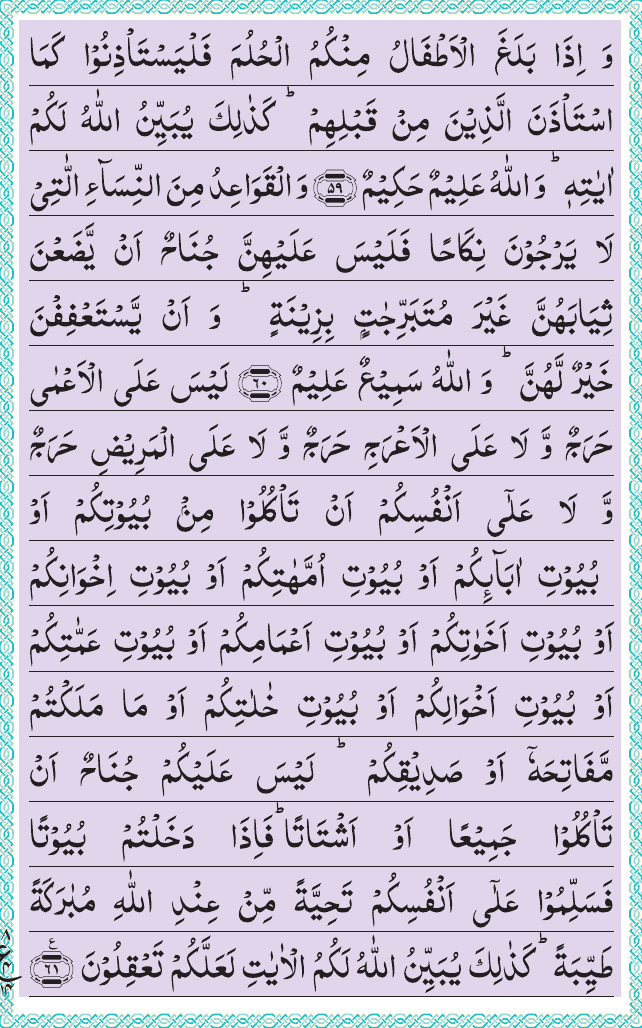 وَ اِذَا بَلَغَ الْاَطْفَالُ مِنْكُمُ الْحُلُمَ فَلْيَسْتَاْذِنُوْا كَمَا
اسْتَاْذَنَ الَّذِيْنَ مِنْ قَبْلِهِمْ ؕ كَذٰلِكَ يُبَيِّنُ اللّٰهُ لَكُمْ
اٰيٰتِهٖ ؕ وَ اللّٰهُ عَلِيْمٌ حَكِيْمٌ ﴿۵۹﴾ وَ الْقَوَاعِدُ مِنَ النِّسَآءِ الّٰتِيْ
لَا يَرْجُوْنَ نِكَاحًا فَلَيْسَ عَلَيْهِنَّ جُنَاحٌ اَنْ يَّضَعْنَ
ثِيَابَهُنَّ غَيْرَ مُتَبَرِّجٰتٍۭ بِزِيْنَةٍ ؕ وَ اَنْ يَّسْتَعْفِفْنَ
خَيْرٌ لَّهُنَّ ؕ وَ اللّٰهُ سَمِيْعٌ عَلِيْمٌ ﴿۶۰﴾ لَيْسَ عَلَى الْاَعْمٰى
حَرَجٌ وَّ لَا عَلَى الْاَعْرَجِ حَرَجٌ وَّ لَا عَلَى الْمَرِيْضِ حَرَجٌ
وَّ لَا عَلٰٓى اَنْفُسِكُمْ اَنْ تَاْكُلُوْا مِنْۢ بُيُوْتِكُمْ اَوْ
بُيُوْتِ اٰبَآئِكُمْ اَوْ بُيُوْتِ اُمَّهٰتِكُمْ اَوْ بُيُوْتِ اِخْوَانِكُمْ
اَوْ بُيُوْتِ اَخَوٰتِكُمْ اَوْ بُيُوْتِ اَعْمَامِكُمْ اَوْ بُيُوْتِ عَمّٰتِكُمْ
اَوْ بُيُوْتِ اَخْوَالِكُمْ اَوْ بُيُوْتِ خٰلٰتِكُمْ اَوْ مَا مَلَكْتُمْ
مَّفَاتِحَهٗۤ اَوْ صَدِيْقِكُمْ ؕ لَيْسَ عَلَيْكُمْ جُنَاحٌ اَنْ
تَاْكُلُوْا جَمِيْعًا اَوْ اَشْتَاتًا ؕ فَاِذَا دَخَلْتُمْ بُيُوْتًا
فَسَلِّمُوْا عَلٰٓى اَنْفُسِكُمْ تَحِيَّةً مِّنْ عِنْدِ اللّٰهِ مُبٰرَكَةً
طَيِّبَةً ؕ كَذٰلِكَ يُبَيِّنُ اللّٰهُ لَكُمُ الْاٰيٰتِ لَعَلَّكُمْ تَعْقِلُوْنَ ﴿۶۱﴾ ع